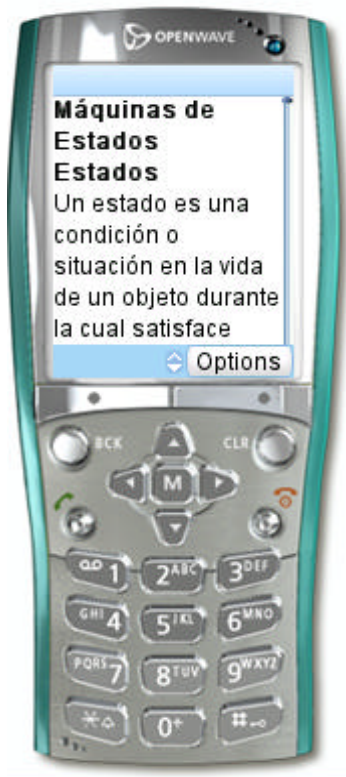 OPENWAVE
Máquinas de
Estados
Estados
Un estado es una
condición o
situación en la vida
de un objeto durante
la cual satisface
Options
BCK
CLR
M
1
2ABC
3DEF
GHI4
5JKL
6MNO
PQRS7
8TUV
9WXYZ
*
0+
#